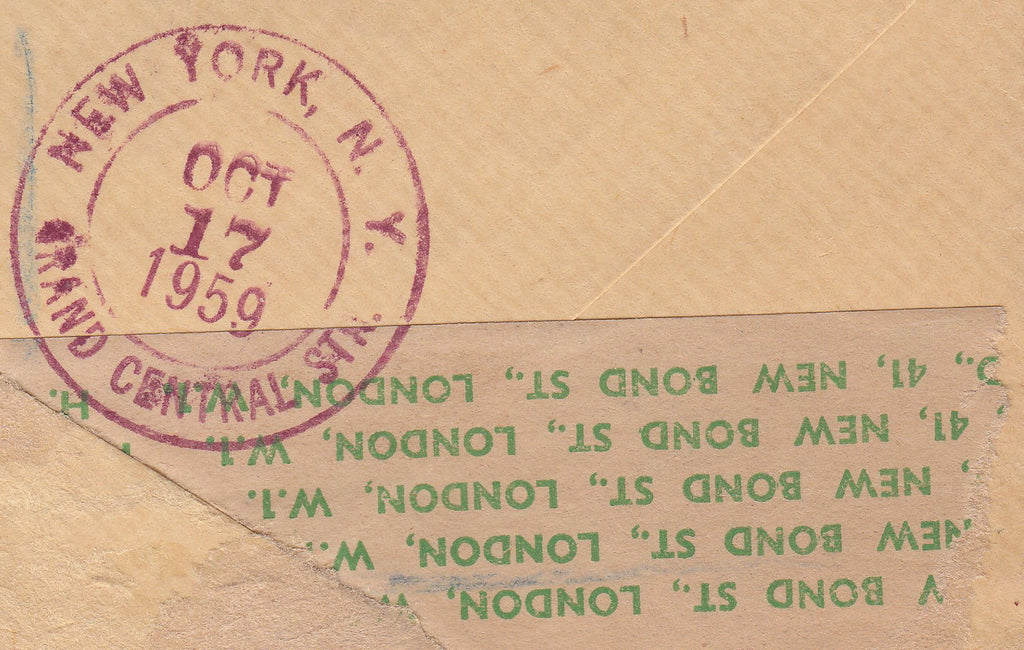 NEW YORK, N. Y.
OCT
17
1959
GRAND CENTRAL STA.
BOND ST., LONDON,
NEW BOND ST., LONDON, W.
, NEW BOND ST., LONDON, W.1.
41, NEW BOND ST., LONDON, W.1.
D., 41, NEW BOND ST., LONDON, W.1. H.